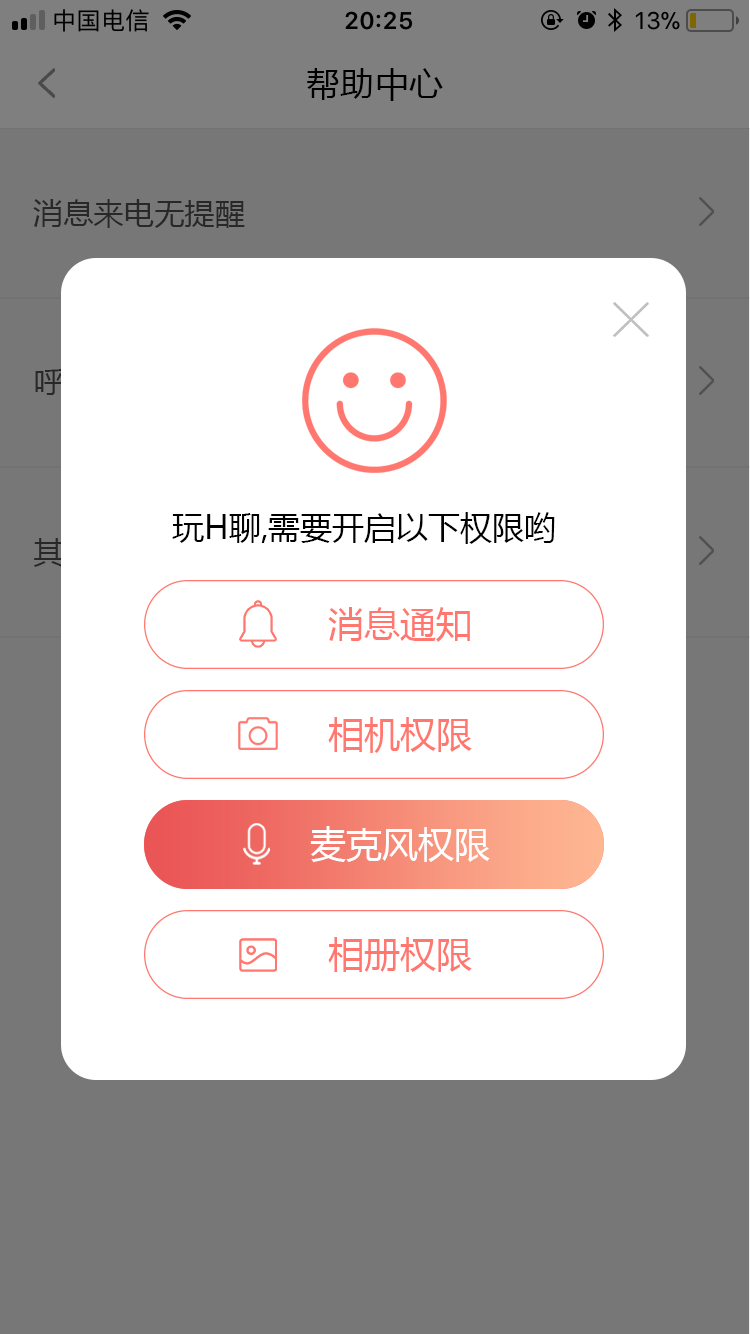 中国电信 20:25 13%
帮助中心
消息来电无提醒
呼
其
玩H聊,需要开启以下权限哟
消息通知
相机权限
麦克风权限
相册权限